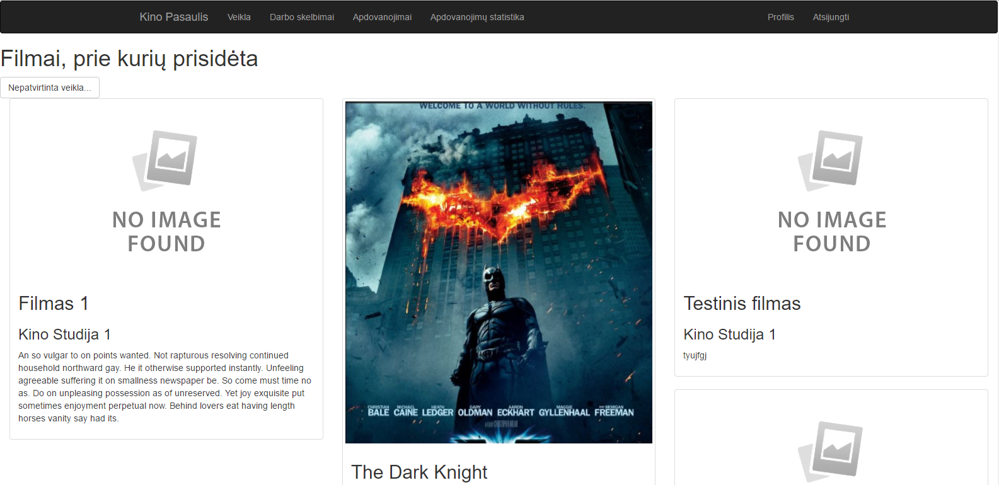 Kino Pasaulis Veikla Darbo skelbimai Apdovanojimai Apdovanojimų statistika Profilis Atsijungti
Filmai, prie kurių prisidėta
Nepatvirtinta veikla...
NO IMAGE
FOUND
Filmas 1
Kino Studija 1
An so vulgar to on points wanted. Not rapturous resolving continued
household northward gay. He it otherwise supported instantly. Unfeeling
agreeable suffering it on smallness newspaper be. So come must time no
as. Do on unpleasing possession as of unreserved. Yet joy exquisite put
sometimes enjoyment perpetual now. Behind lovers eat having length
horses vanity say had its.
WELCOME TO A WORLD WITHOUT RULES.
CHRISTIAN BALE MICHAEL CAINE HEATH LEDGER GARY OLDMAN AARON ECKHART MAGGIE GYLLENHAAL AND MORGAN FREEMAN
A FILM BY CHRISTOPHER NOLAN
The Dark Knight
NO IMAGE
FOUND
Testinis filmas
Kino Studija 1
tyujfgj